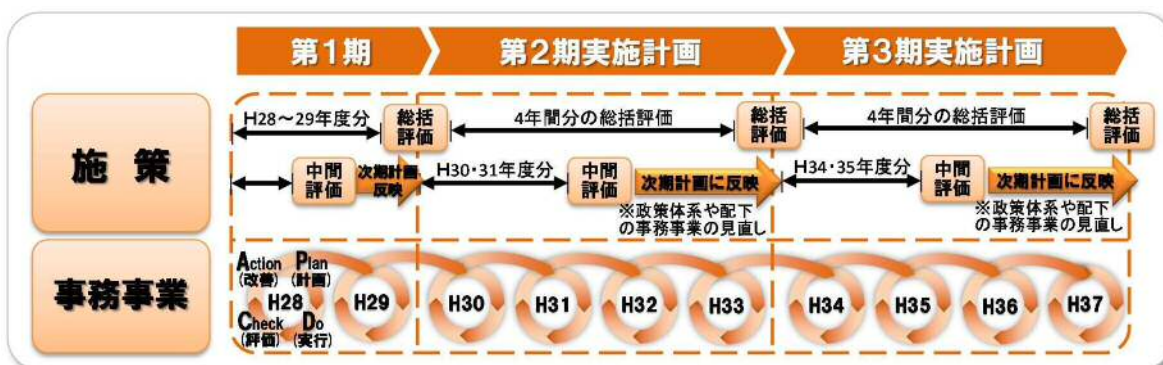 第1期
第2期実施計画
第3期実施計画
施策
H28～29年度分
総括
評価
4年間分の総括評価
総括
評価
4年間分の総括評価
総括
評価
中間
評価
次期計画
反映
H30・31年度分
中間
評価
次期計画に反映
※政策体系や配下
の事務事業の見直し
H34・35年度分
中間
評価
次期計画に反映
※政策体系や配下
の事務事業の見直し
事務事業
Action Plan
(改善) (計画)
H28
H29
H30
H31
H32
H33
H34
H35
H36
H37
Check Do
(評価) (実行)